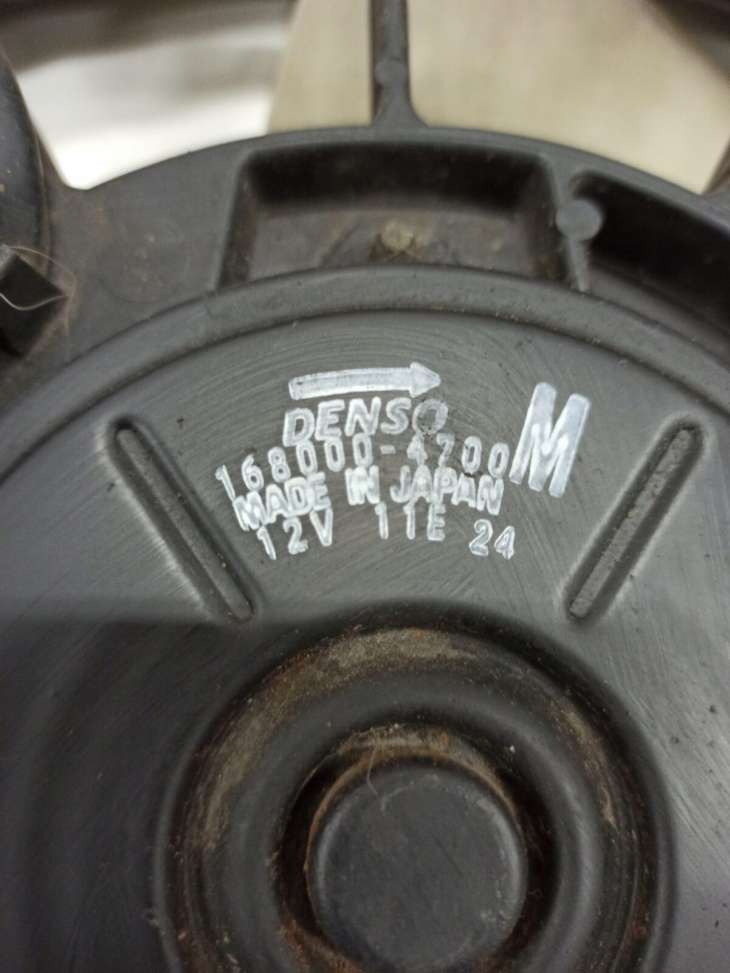 DENSO
168000-4700 M
MADE IN JAPAN
12V 11E 24